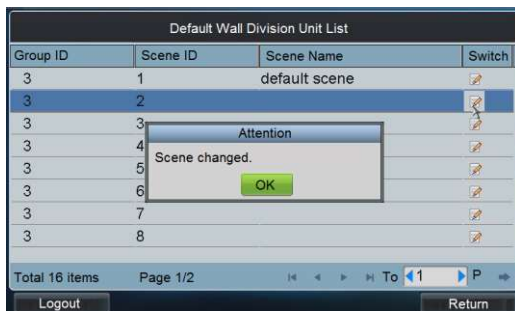 Default Wall Division Unit List
Group ID Scene ID Scene Name Switch
3 1 default scene
3 2
3 3
Attention
3 4
Scene changed.
3 5
3 6
OK
3 7
3 8
Total 16 items Page 1/2 To 1 P
Logout Return